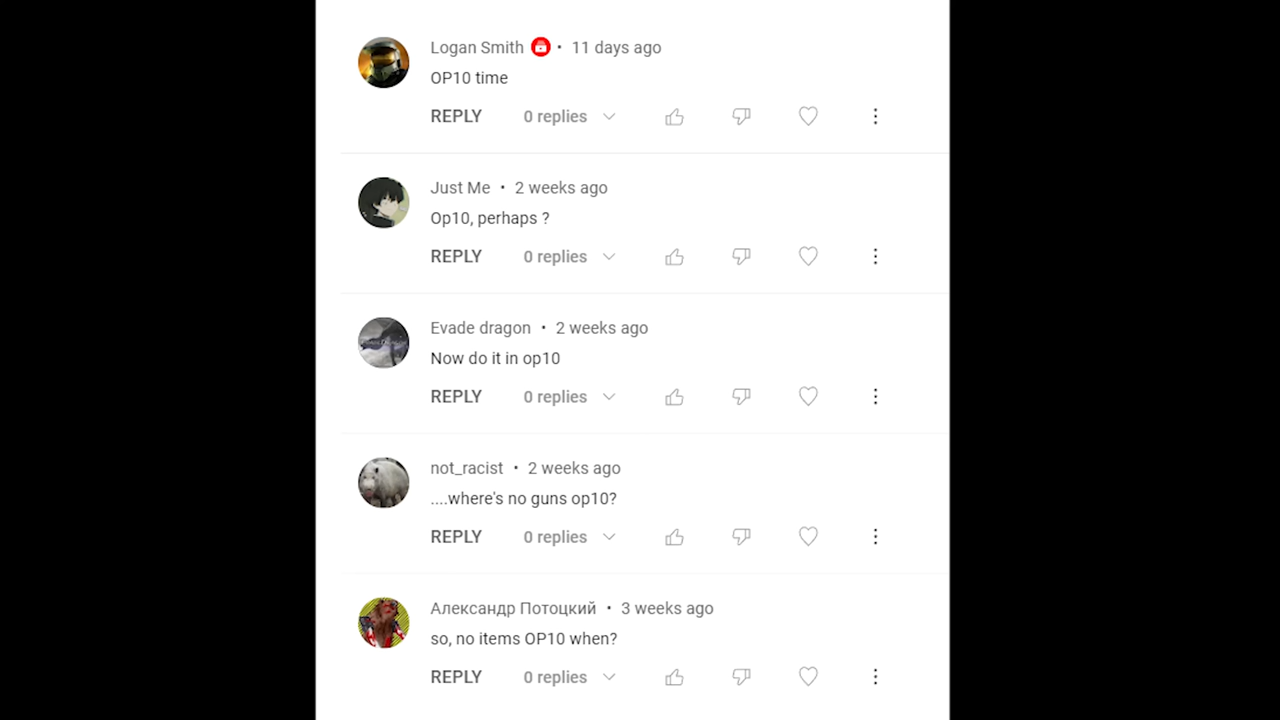 Logan Smith • 11 days ago
OP10 time
REPLY 0 replies
Just Me • 2 weeks ago
Op10, perhaps ?
REPLY 0 replies
Evade dragon • 2 weeks ago
Now do it in op10
REPLY 0 replies
not_racist • 2 weeks ago
....where's no guns op10?
REPLY 0 replies
Александр Потоцкий • 3 weeks ago
so, no items OP10 when?
REPLY 0 replies